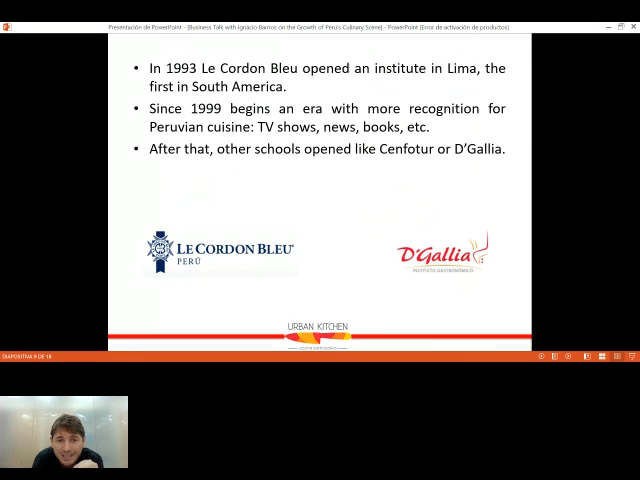 Presentación de PowerPoint - [Business Talk with Ignacio Barrios on the Growth of Peru's Culinary Scene] - PowerPoint (Error de activación de productos)
• In 1993 Le Cordon Bleu opened an institute in Lima, the
first in South America.
• Since 1999 begins an era with more recognition for
Peruvian cuisine: TV shows, news, books, etc.
• After that, other schools opened like Cenfotur or D’Gallia.
LE CORDON BLEU®
PERÚ
D'Gallia
INSTITUTO GASTRONÓMICO
URBAN KITCHEN
cocina participativa
DIAPOSITIVA 9 DE 18